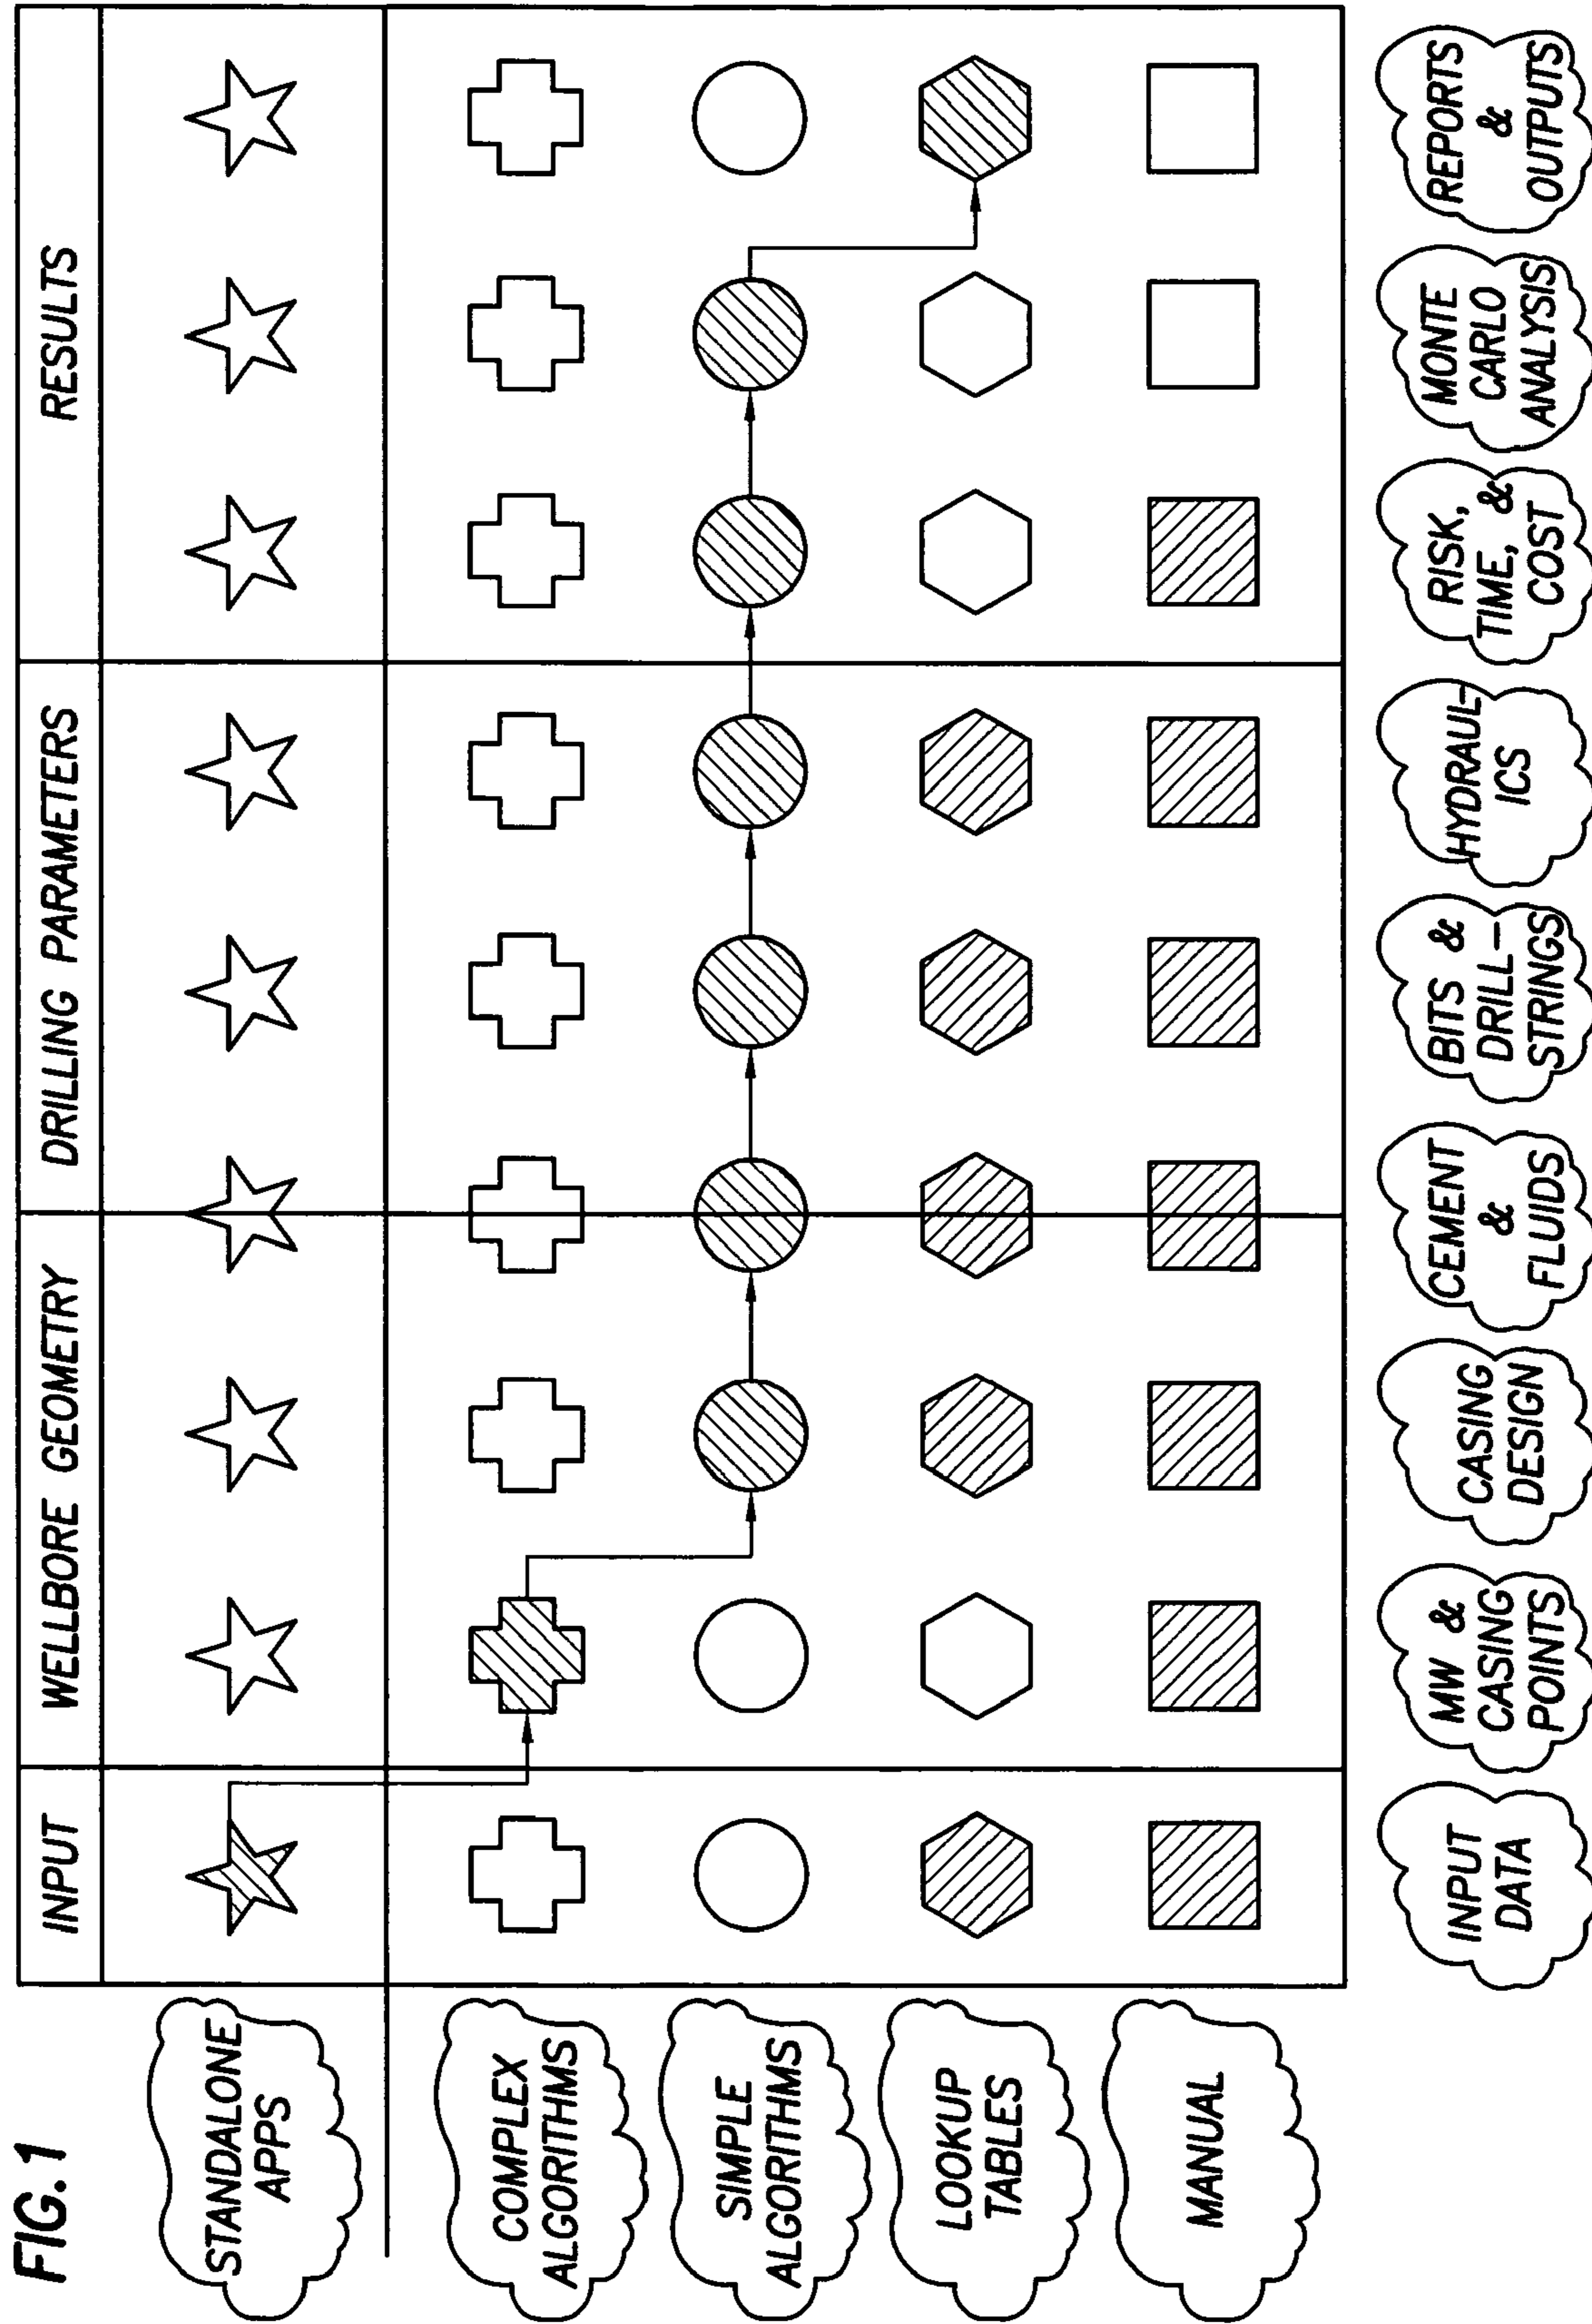 FIG.1
INPUT
WELLBORE GEOMETRY
DRILLING PARAMETERS
RESULTS
STANDALONE
APPS
COMPLEX
ALGORITHMS
SIMPLE
ALGORITHMS
LOOKUP
TABLES
MANUAL
INPUT
DATA
MW &
CASING
POINTS
CASING
DESIGN
CEMENT
&
FLUIDS
BITS &
DRILL-
STRINGS
HYDRAUL-
ICS
RISK,
TIME, &
COST
MONTE
CARLO
ANALYSIS
REPORTS
&
OUTPUTS